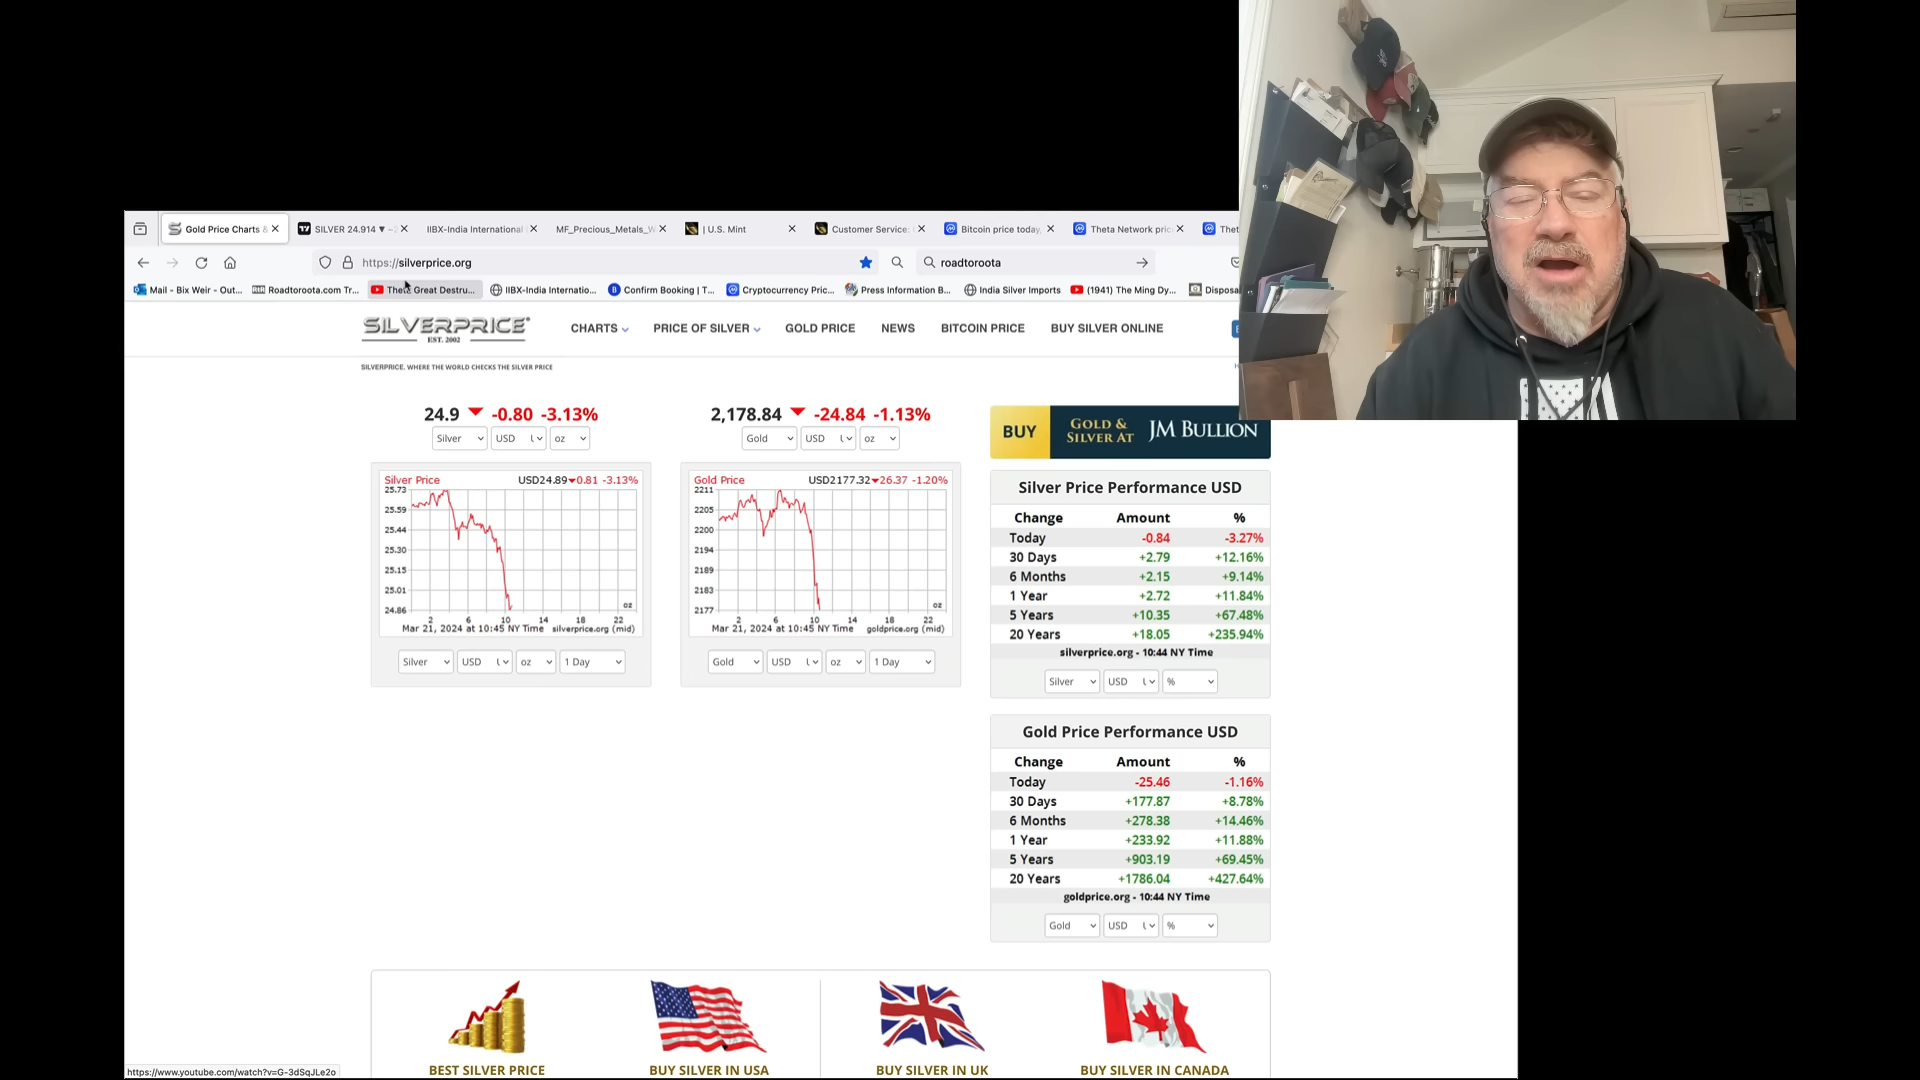 Gold Price Charts &
SILVER 24.914 ▼ −
IIBX-India International
MF_Precious_Metals_W
| U.S. Mint
Customer Service:
Bitcoin price today,
Theta Network pric
Thet
https://silverprice.org
roadtoroota
Mail - Bix Weir - Out...
Roadtoroota.com Tr...
The Great Destru...
IIBX-India Internatio...
Confirm Booking | T...
Cryptocurrency Pric...
Press Information B...
India Silver Imports
(1941) The Ming Dy...
Disposa
SILVERPRICE
EST. 2002
CHARTS
PRICE OF SILVER
GOLD PRICE
NEWS
BITCOIN PRICE
BUY SILVER ONLINE
SILVERPRICE. WHERE THE WORLD CHECKS THE SILVER PRICE
24.9 ▼ -0.80 -3.13%
Silver USD oz
Silver Price USD24.89▼0.81 -3.13%
25.73
25.59
25.44
25.30
25.15
25.01
24.86
oz
2 6 10 14 18 22
Mar 21, 2024 at 10:45 NY Time silverprice.org (mid)
Silver USD oz 1 Day
2,178.84 ▼ -24.84 -1.13%
Gold USD oz
Gold Price USD2177.32▼26.37 -1.20%
2211
2205
2200
2194
2189
2183
2177
oz
2 6 10 14 18 22
Mar 21, 2024 at 10:45 NY Time goldprice.org (mid)
Gold USD oz 1 Day
BUY GOLD & SILVER AT JM BULLION
Silver Price Performance USD
Change Amount %
Today -0.84 -3.27%
30 Days +2.79 +12.16%
6 Months +2.15 +9.14%
1 Year +2.72 +11.84%
5 Years +10.35 +67.48%
20 Years +18.05 +235.94%
silverprice.org - 10:44 NY Time
Silver USD %
Gold Price Performance USD
Change Amount %
Today -25.46 -1.16%
30 Days +177.87 +8.78%
6 Months +278.38 +14.46%
1 Year +233.92 +11.88%
5 Years +903.19 +69.45%
20 Years +1786.04 +427.64%
goldprice.org - 10:44 NY Time
Gold USD %
BEST SILVER PRICE
BUY SILVER IN USA
BUY SILVER IN UK
BUY SILVER IN CANADA
https://www.youtube.com/watch?v=G-3dSqJLe2o